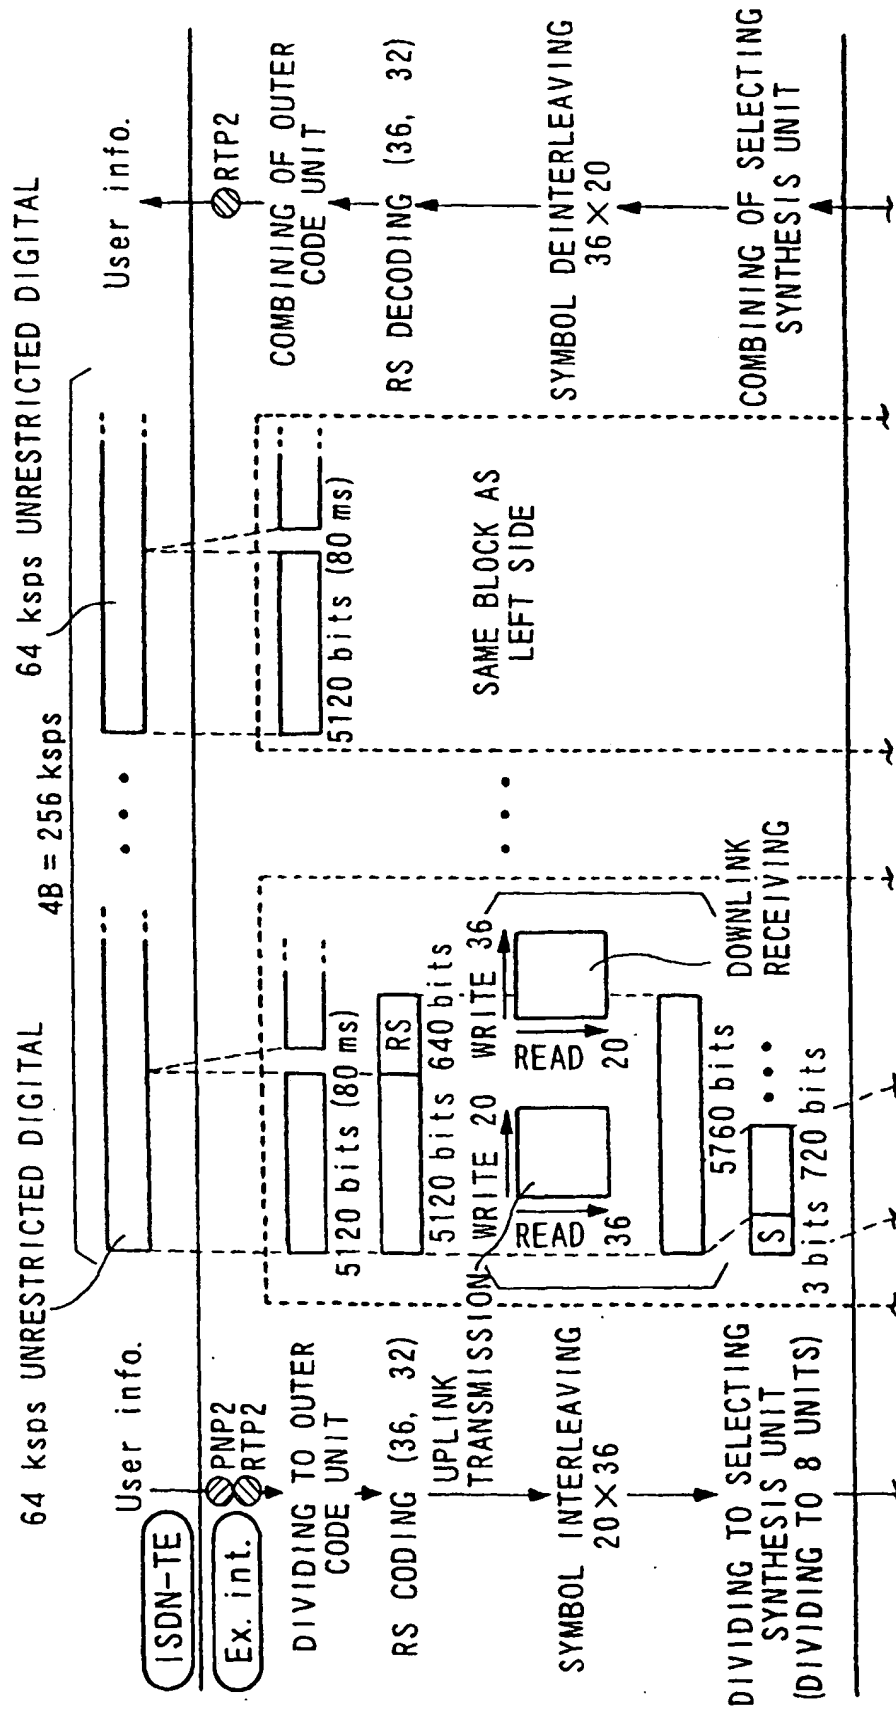 64 ksps UNRESTRICTED DIGITAL
64 ksps UNRESTRICTED DIGITAL
4B = 256 ksps
ISDN-TE
User info.
User info.
Ex. int.
PNP2
RTP2
RTP2
DIVIDING TO OUTER
CODE UNIT
5120 bits (80 ms)
5120 bits (80 ms)
COMBINING OF OUTER
CODE UNIT
RS CODING (36, 32)
RS
5120 bits 640 bits
RS DECODING (36, 32)
UPLINK
TRANSMISSION
WRITE 20
WRITE 36
READ
READ
36
20
SAME BLOCK AS
LEFT SIDE
SYMBOL INTERLEAVING
20×36
SYMBOL DEINTERLEAVING
36×20
5760 bits
DOWNLINK
RECEIVING
DIVIDING TO SELECTING
SYNTHESIS UNIT
(DIVIDING TO 8 UNITS)
S
3 bits 720 bits
COMBINING OF SELECTING
SYNTHESIS UNIT